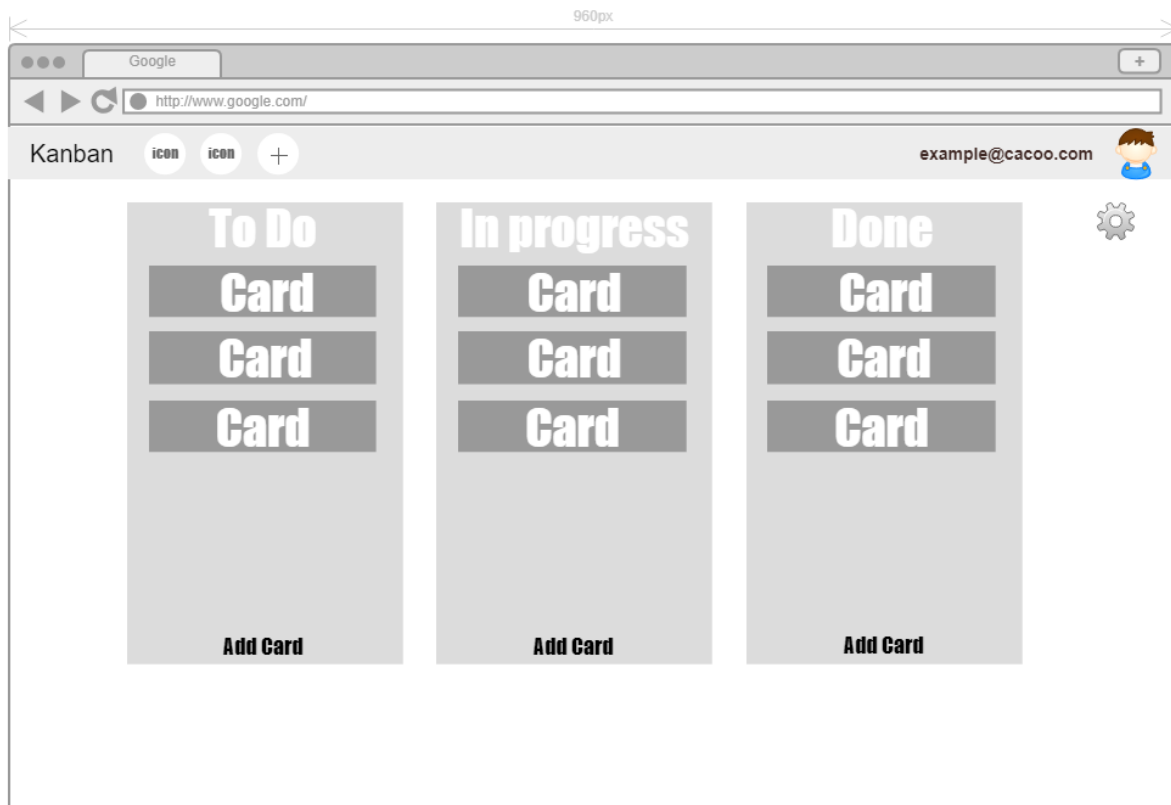 960px
Google
+
http://www.google.com/
Kanban
icon
icon
+
example@cacoo.com
To Do
Card
Card
Card
Add Card
In progress
Card
Card
Card
Add Card
Done
Card
Card
Card
Add Card